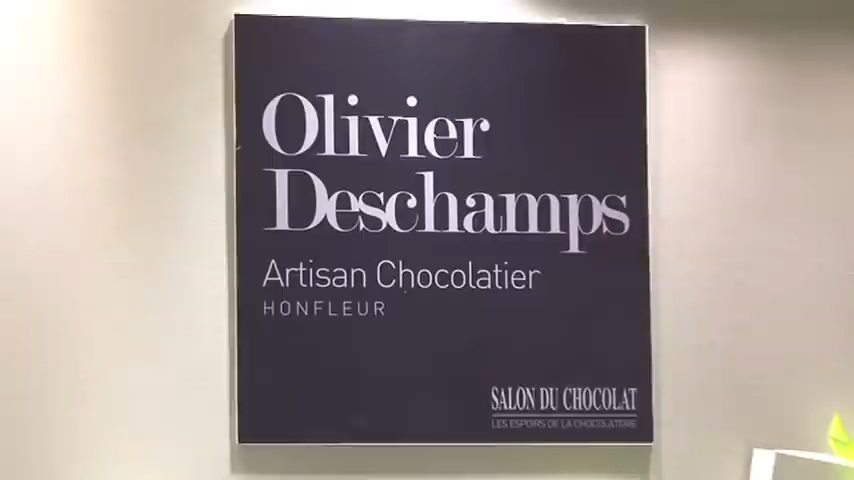 Olivier
Deschamps
Artisan Chocolatier
HONFLEUR
SALON DU CHOCOLAT
LES ESPOIRS DE LA CHOCOLATERIE